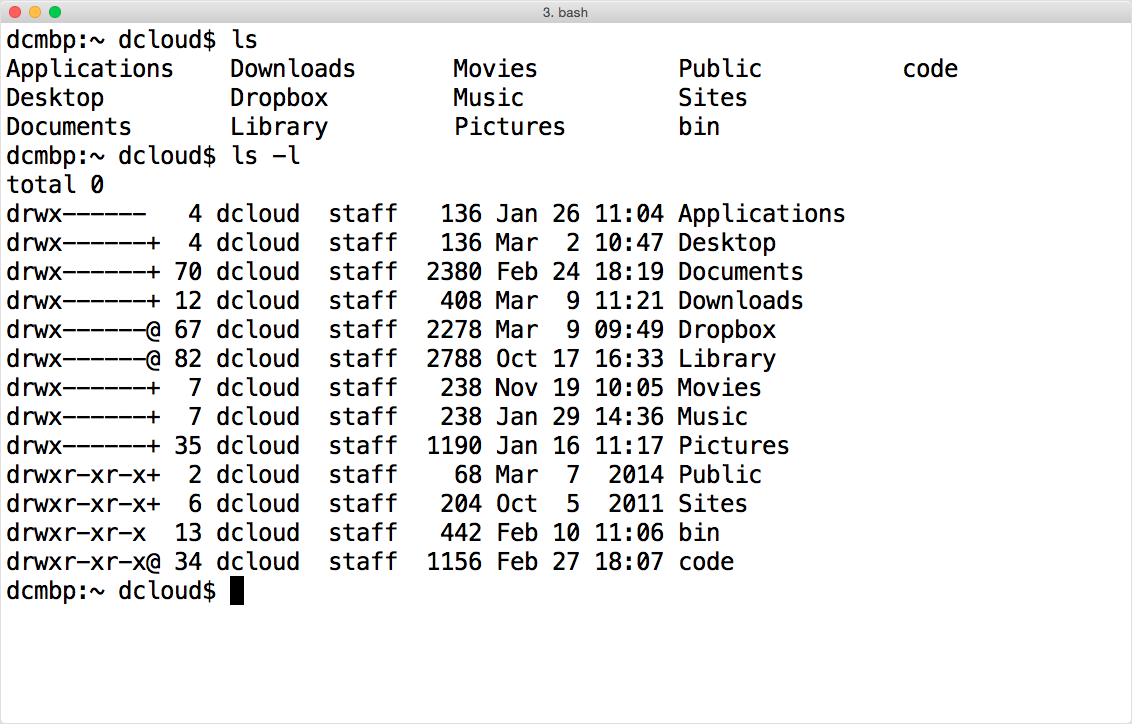 3. bash
dcmbp:~ dcloud$ ls
Applications    Downloads       Movies          Public          code
Desktop         Dropbox         Music           Sites
Documents       Library         Pictures        bin
dcmbp:~ dcloud$ ls -l
total 0
drwx------   4 dcloud  staff   136 Jan 26 11:04 Applications
drwx------+  4 dcloud  staff   136 Mar  2 10:47 Desktop
drwx------+ 70 dcloud  staff  2380 Feb 24 18:19 Documents
drwx------+ 12 dcloud  staff   408 Mar  9 11:21 Downloads
drwx------@ 67 dcloud  staff  2278 Mar  9 09:49 Dropbox
drwx------@ 82 dcloud  staff  2788 Oct 17 16:33 Library
drwx------+  7 dcloud  staff   238 Nov 19 10:05 Movies
drwx------+  7 dcloud  staff   238 Jan 29 14:36 Music
drwx------+ 35 dcloud  staff  1190 Jan 16 11:17 Pictures
drwxr-xr-x+  2 dcloud  staff    68 Mar  7  2014 Public
drwxr-xr-x+  6 dcloud  staff   204 Oct  5  2011 Sites
drwxr-xr-x  13 dcloud  staff   442 Feb 10 11:06 bin
drwxr-xr-x@ 34 dcloud  staff  1156 Feb 27 18:07 code
dcmbp:~ dcloud$